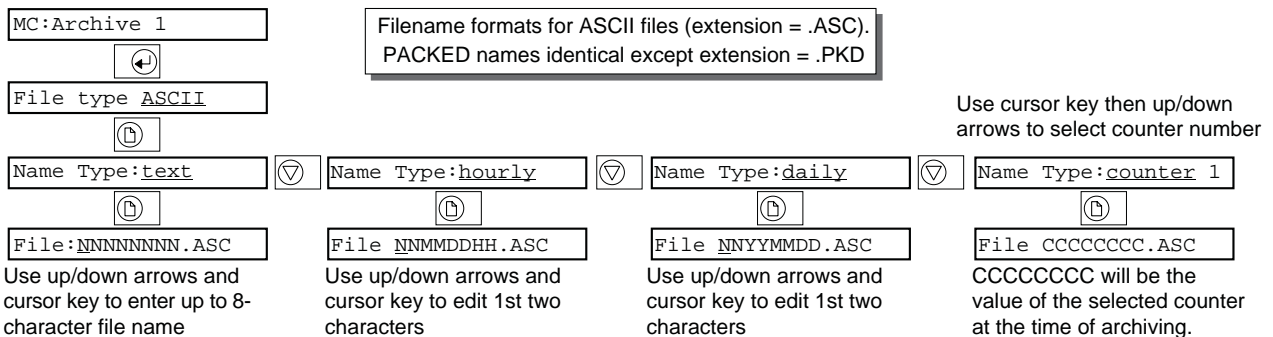 MC:Archive 1
Filename formats for ASCII files (extension = .ASC).
PACKED names identical except extension = .PKD
File type ASCII
Use cursor key then up/down
arrows to select counter number
Name Type:text
Name Type:hourly
Name Type:daily
Name Type:counter 1
File:NNNNNNNN.ASC
Use up/down arrows and
cursor key to enter up to 8-
character file name
File NNMMDDHH.ASC
Use up/down arrows and
cursor key to edit 1st two
characters
File NNYYMMDD.ASC
Use up/down arrows and
cursor key to edit 1st two
characters
File CCCCCCCC.ASC
CCCCCCCC will be the
value of the selected counter
at the time of archiving.